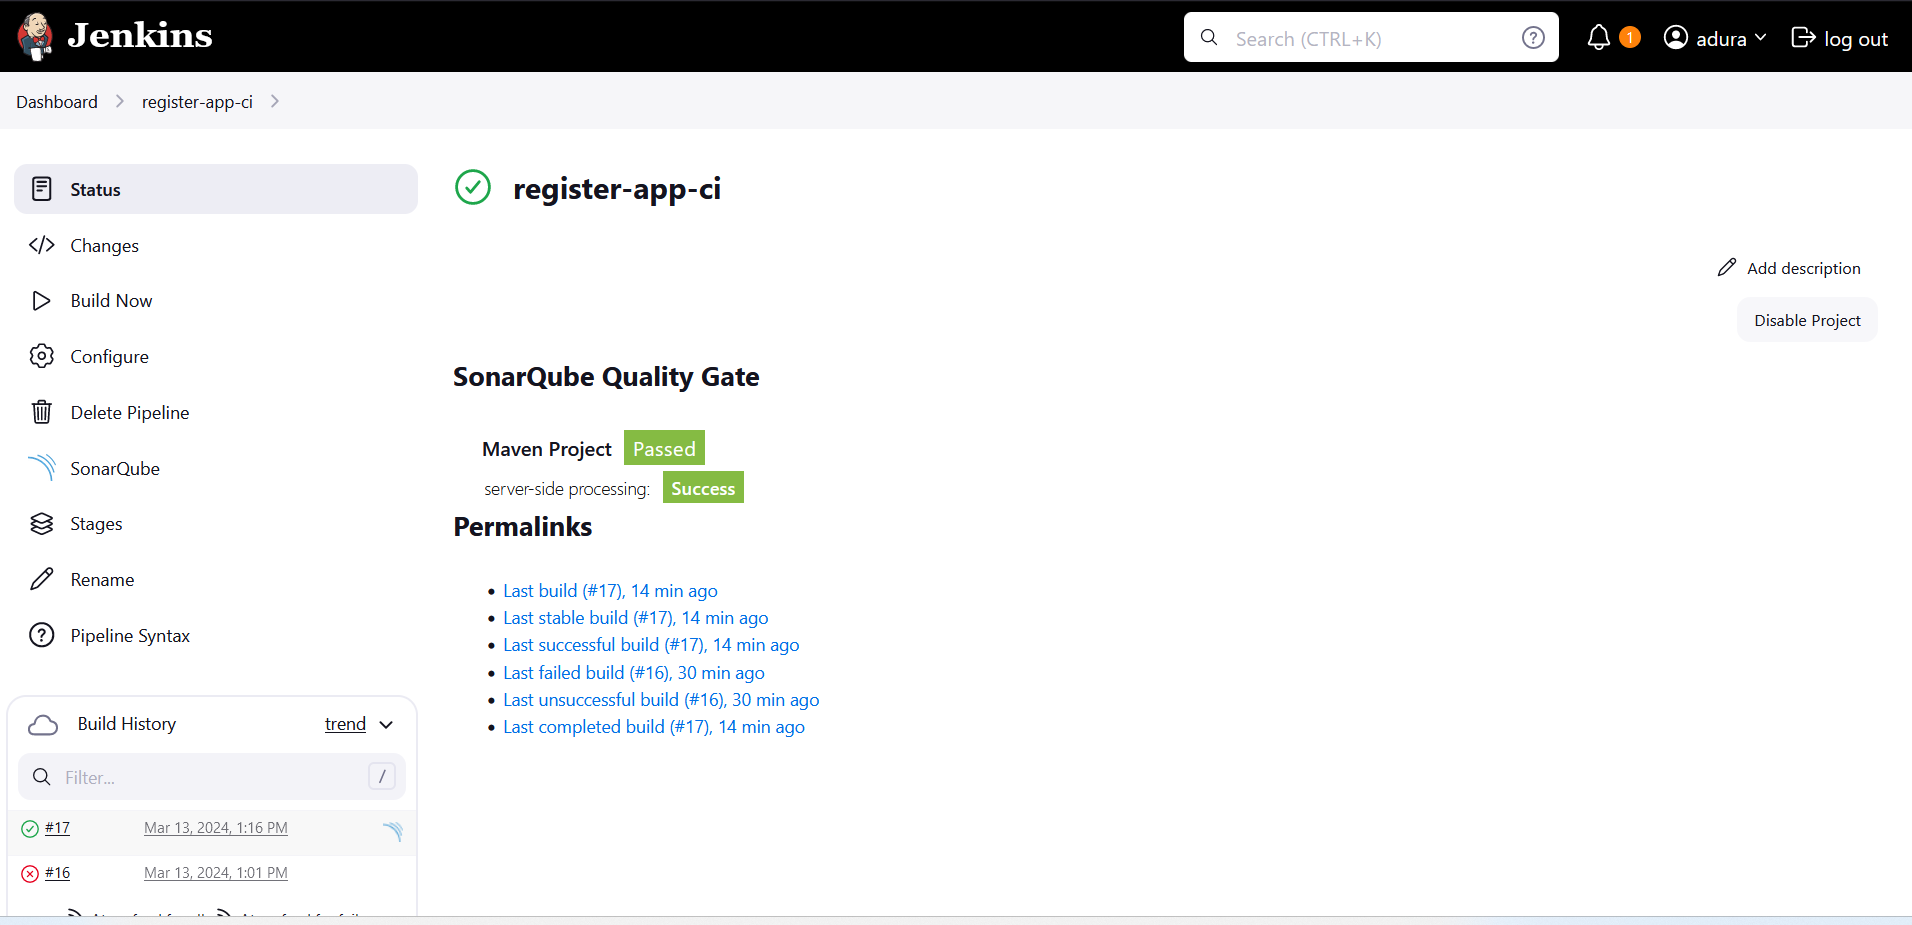 Jenkins
Search (CTRL+K)
1
adura
log out
Dashboard
register-app-ci
Status
Changes
Build Now
Configure
Delete Pipeline
SonarQube
Stages
Rename
Pipeline Syntax
Build History
trend
Filter...
/
#17
Mar 13, 2024, 1:16 PM
#16
Mar 13, 2024, 1:01 PM
register-app-ci
Add description
Disable Project
SonarQube Quality Gate
Maven Project Passed
server-side processing: Success
Permalinks
Last build (#17), 14 min ago
Last stable build (#17), 14 min ago
Last successful build (#17), 14 min ago
Last failed build (#16), 30 min ago
Last unsuccessful build (#16), 30 min ago
Last completed build (#17), 14 min ago